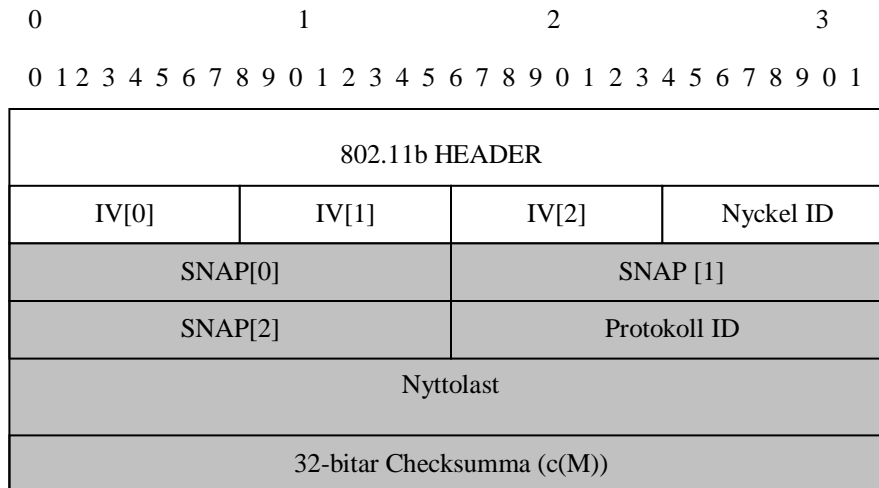 0 1 2 3
0 1 2 3 4 5 6 7 8 9 0 1 2 3 4 5 6 7 8 9 0 1 2 3 4 5 6 7 8 9 0 1
802.11b HEADER
IV[0] IV[1] IV[2] Nyckel ID
SNAP[0] SNAP [1]
SNAP[2] Protokoll ID
Nyttolast
32-bitar Checksumma (c(M))